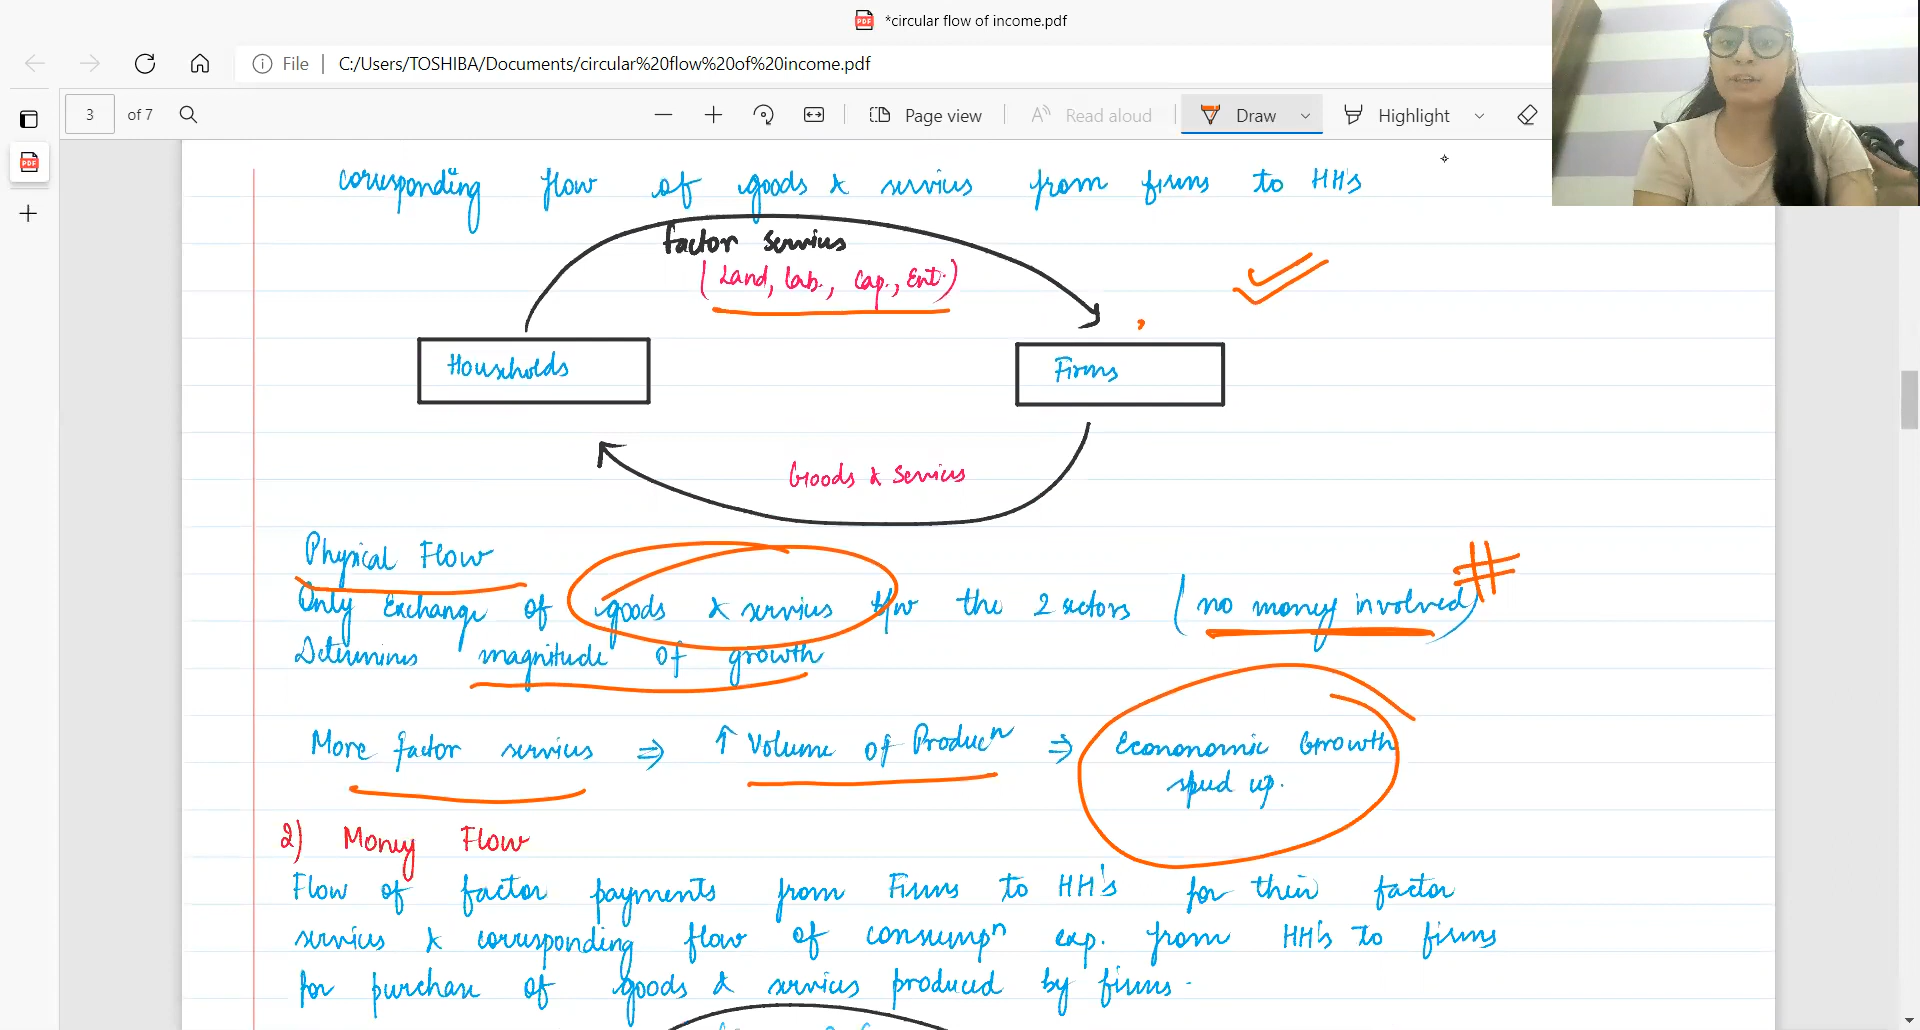 *circular flow of income.pdf
File | C:/Users/TOSHIBA/Documents/circular%20flow%20of%20income.pdf
3 of 7 Page view Read aloud Draw Highlight
corresponding flow of goods & services from firms to HH's
factor services
(Land, Lab., Cap., Ent.)
Households Firms
Goods & Services
Physical Flow
Only Exchange of goods & services b/w the 2 sectors (no money involved) #
Determines magnitude of growth
More factor services ⇒ ↑ Volume of Producⁿ ⇒ Econonomic Growth
speed up.
2) Money Flow
Flow of factor payments from Firms to HH's for their factor
services & corresponding flow of consumpⁿ exp. from HH's to firms
for purchase of goods & services produced by firms.